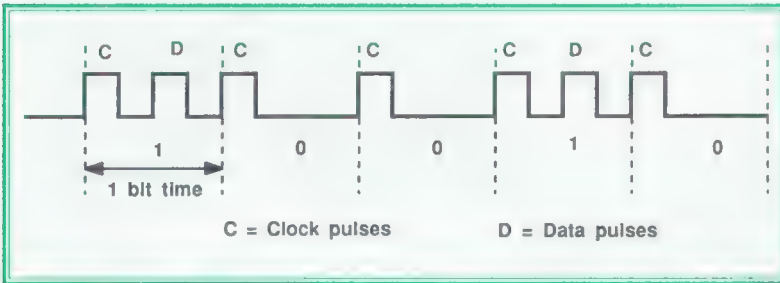 C D C C C D C
1 0 0 1 0
1 bit time
C = Clock pulses D = Data pulses